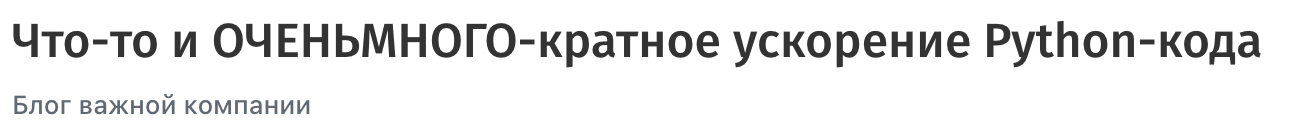 Что-то и ОЧЕНЬМНОГО-кратное ускорение Python-кода
Блог важной компании